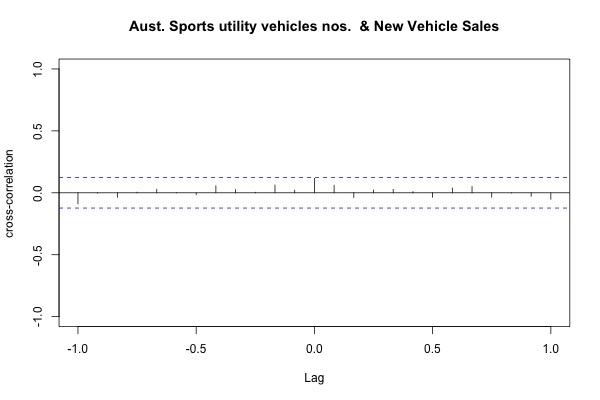 Aust. Sports utility vehicles nos.  & New Vehicle Sales
cross-correlation
1.0
0.5
0.0
-0.5
-1.0
-1.0 -0.5 0.0 0.5 1.0
Lag